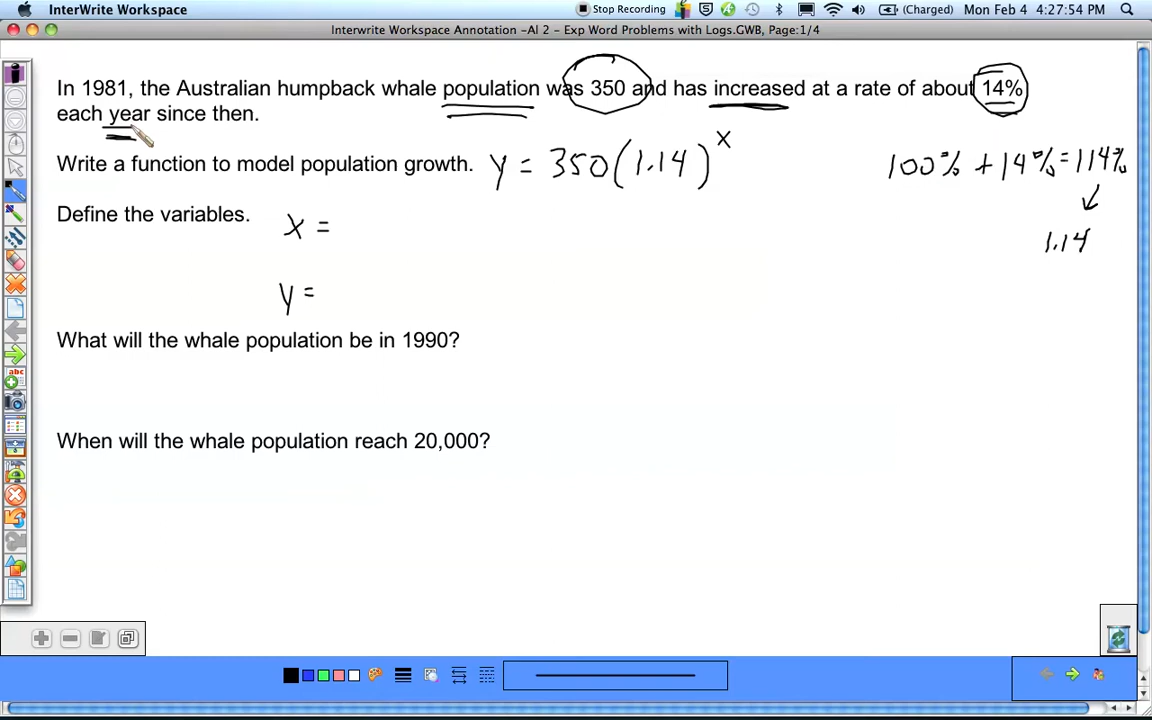 InterWrite Workspace
Stop Recording
(Charged)
Mon Feb 4 4:27:54 PM
Interwrite Workspace Annotation -Al 2 - Exp Word Problems with Logs.GWB, Page:1/4
In 1981, the Australian humpback whale population was 350 and has increased at a rate of about 14%
each year since then.
Write a function to model population growth. y = 350(1.14)^x
100% + 14% = 114%
1.14
Define the variables. x =
y =
What will the whale population be in 1990?
When will the whale population reach 20,000?
abc